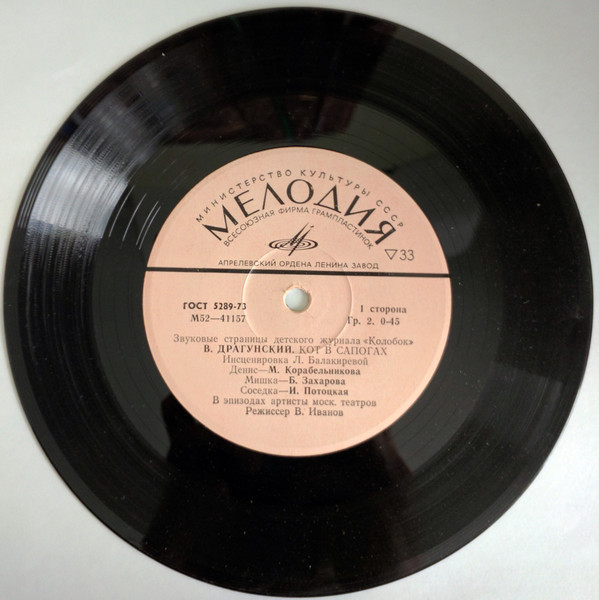 МИНИСТЕРСТВО КУЛЬТУРЫ СССР
МЕЛОДИЯ
ВСЕСОЮЗНАЯ ФИРМА ГРАМПЛАСТИНОК
▽33
АПРЕЛЕВСКИЙ ОРДЕНА ЛЕНИНА ЗАВОД
ГОСТ 5289-73
М52—41157
1 сторона
Гр. 2. 0-45
Звуковые страницы детского журнала «Колобок»
В. ДРАГУНСКИЙ. КОТ В САПОГАХ
Инсценировка Л. Балакиревой
Денис—М. Корабельникова
Мишка—Б. Захарова
Соседка—И. Потоцкая
В эпизодах артисты моск. театров
Режиссер В. Иванов